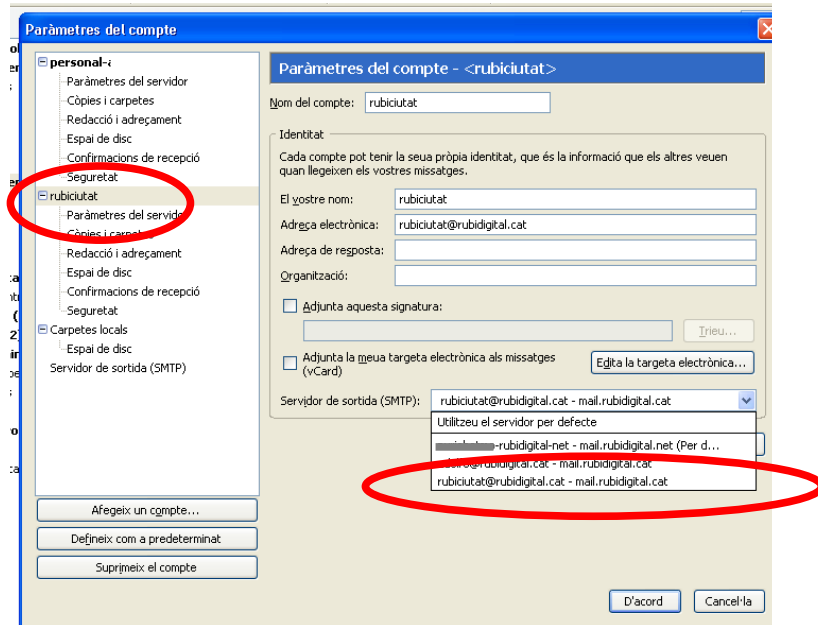 Paràmetres del compte
personal-
Paràmetres del servidor
Còpies i carpetes
Redacció i adreçament
Espai de disc
Confirmacions de recepció
Seguretat
rubiciutat
Paràmetres del servidor
Còpies i carpetes
Redacció i adreçament
Espai de disc
Confirmacions de recepció
Seguretat
Carpetes locals
Espai de disc
Servidor de sortida (SMTP)
Afegeix un compte...
Defineix com a predeterminat
Suprimeix el compte
Paràmetres del compte - <rubiciutat>
Nom del compte: rubiciutat
Identitat
Cada compte pot tenir la seua pròpia identitat, que és la informació que els altres veuen
quan llegeixen els vostres missatges.
El vostre nom: rubiciutat
Adreça electrònica: rubiciutat@rubidigital.cat
Adreça de resposta:
Organització:
Adjunta aquesta signatura:
Trieu...
Adjunta la meua targeta electrònica als missatges
(vCard)
Edita la targeta electrònica...
Servidor de sortida (SMTP): rubiciutat@rubidigital.cat - mail.rubidigital.cat
Utilitzeu el servidor per defecte
-rubidigital-net - mail.rubidigital.net (Per d...
@rubidigital.cat - mail.rubidigital.cat
rubiciutat@rubidigital.cat - mail.rubidigital.cat
D'acord
Cancel·la